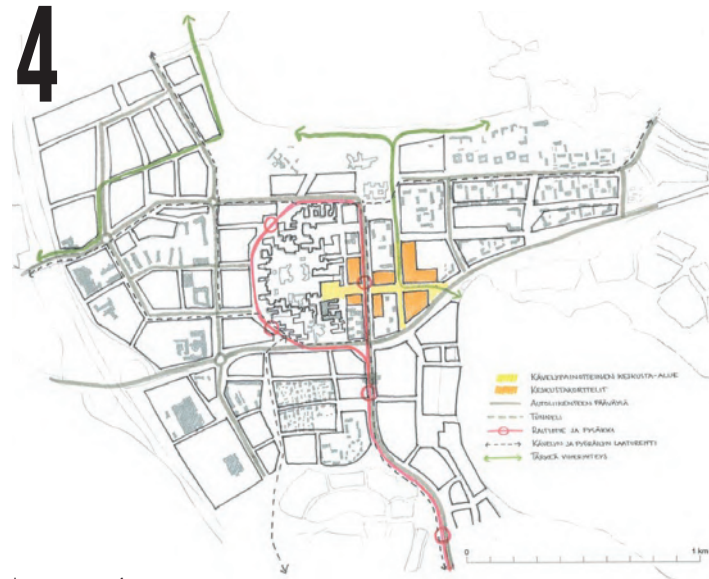 4
KÄVELYPAINOTTEINEN KESKUSTA-ALUE
KESKUSTAKORTTELIT
AUTOLIIKENTEEN PÄÄVÄYLÄ
TUNNELI
RAITIOTIE JA PYSÄKKI
KÄVELYN JA PYÖRÄILYN LAATUREITTI
TÄRKEÄ VIHERYHTEYS
0 1 km